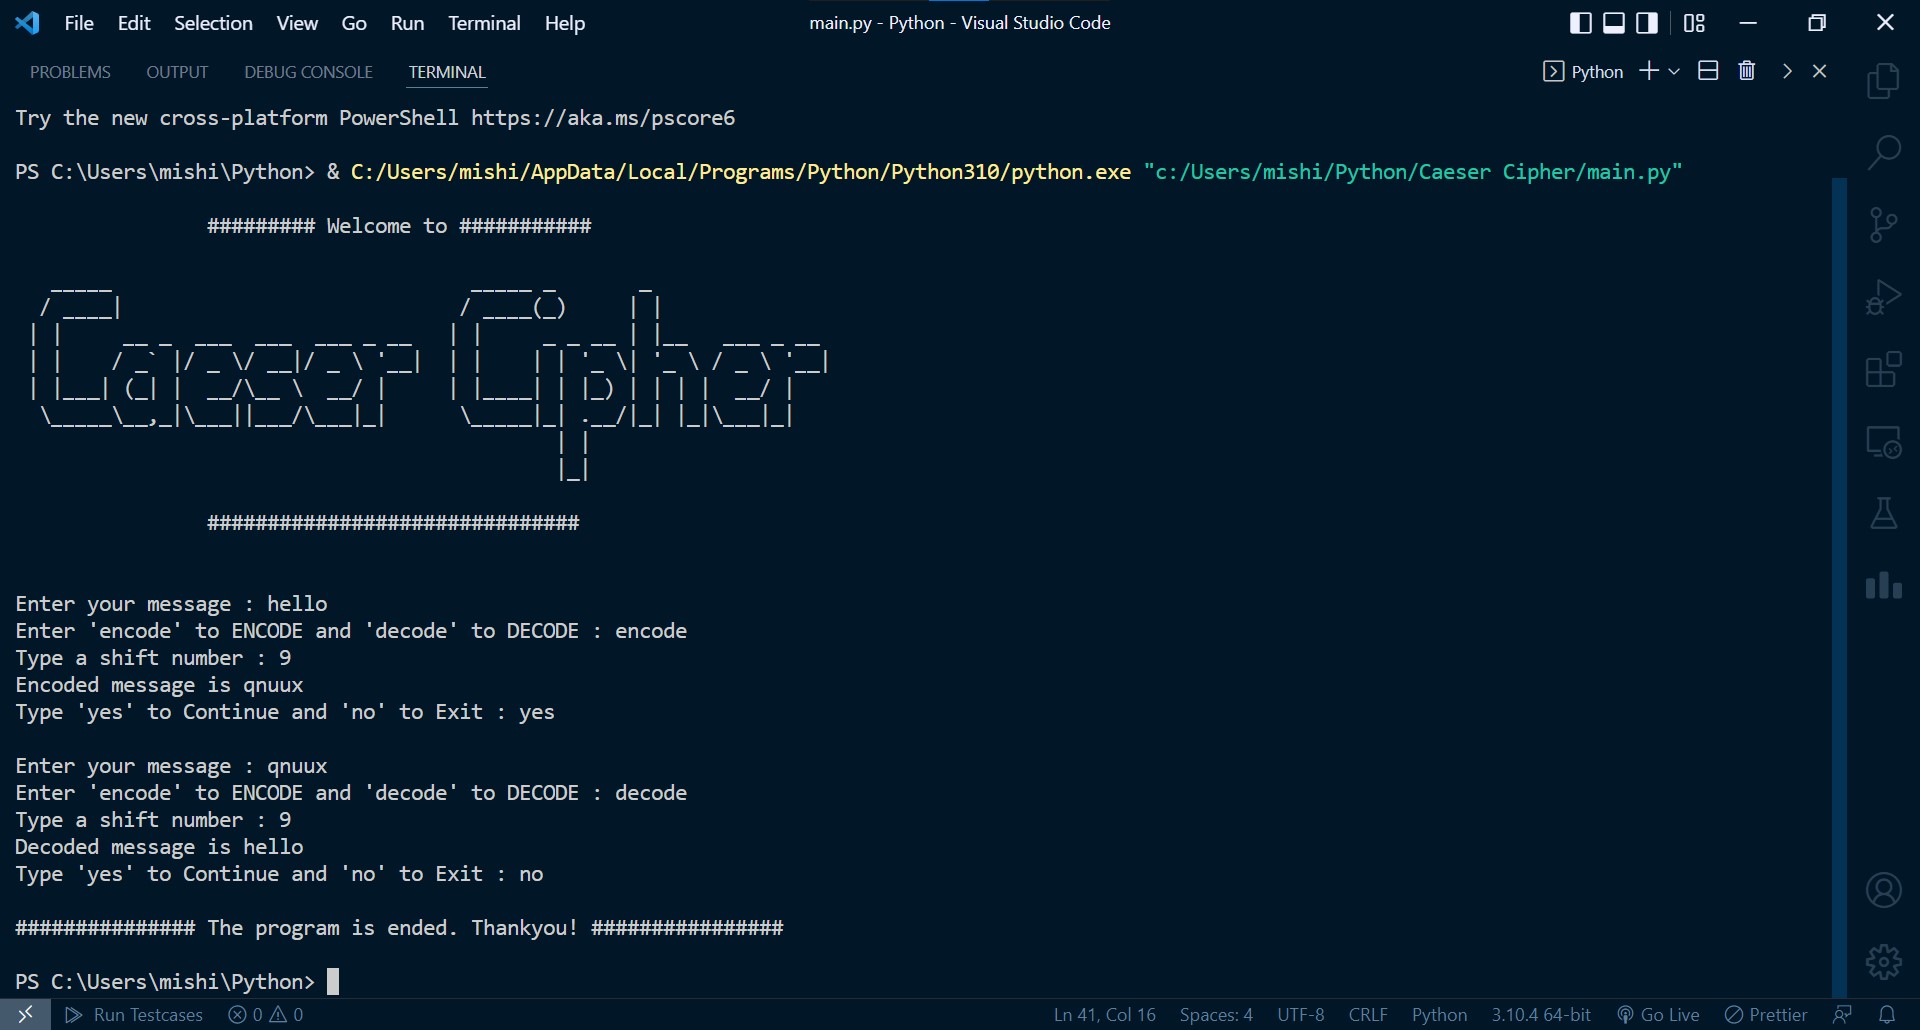 File Edit Selection View Go Run Terminal Help main.py - Python - Visual Studio Code
PROBLEMS OUTPUT DEBUG CONSOLE TERMINAL Python
Try the new cross-platform PowerShell https://aka.ms/pscore6
PS C:\Users\mishi\Python> & C:/Users/mishi/AppData/Local/Programs/Python/Python310/python.exe "c:/Users/mishi/Python/Caeser Cipher/main.py"
######### Welcome to ###########
Caeser Cipher
###############################
Enter your message : hello
Enter 'encode' to ENCODE and 'decode' to DECODE : encode
Type a shift number : 9
Encoded message is qnuux
Type 'yes' to Continue and 'no' to Exit : yes
Enter your message : qnuux
Enter 'encode' to ENCODE and 'decode' to DECODE : decode
Type a shift number : 9
Decoded message is hello
Type 'yes' to Continue and 'no' to Exit : no
############### The program is ended. Thankyou! ################
PS C:\Users\mishi\Python>
Run Testcases 0 0 Ln 41, Col 16 Spaces: 4 UTF-8 CRLF Python 3.10.4 64-bit Go Live Prettier